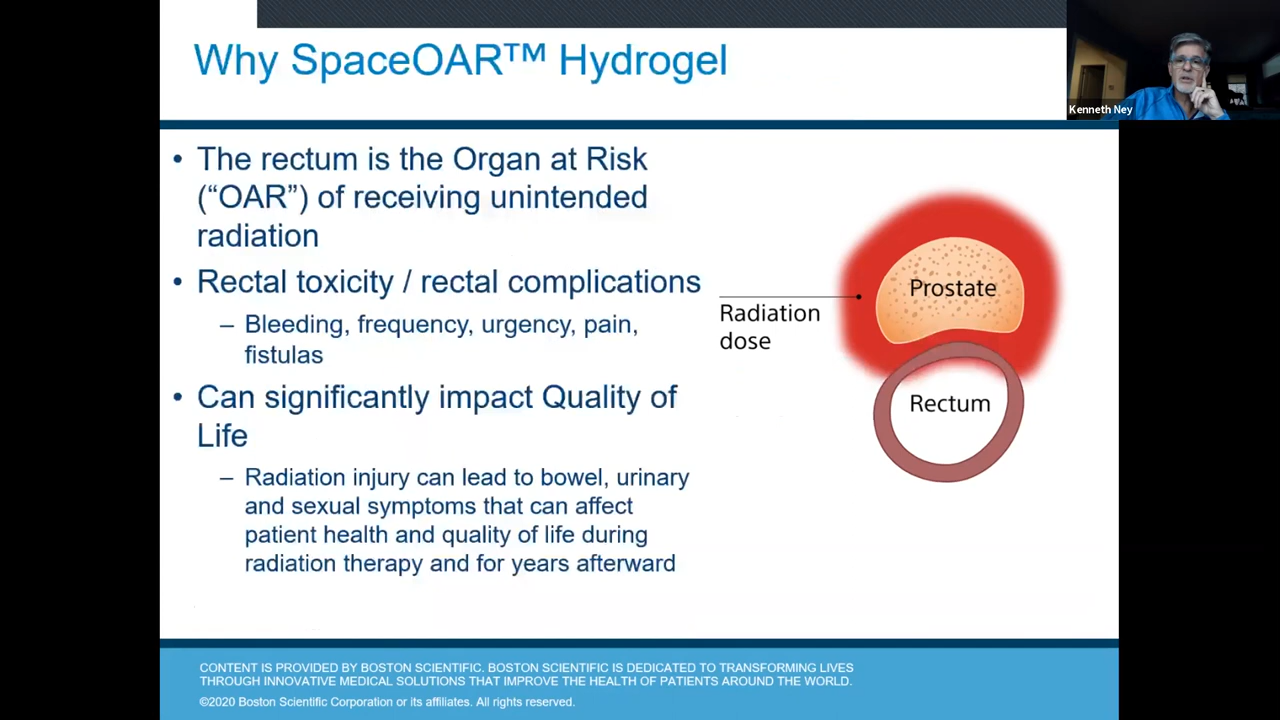 Why SpaceOAR™ Hydrogel
Kenneth Ney
• The rectum is the Organ at Risk
(“OAR”) of receiving unintended
radiation
• Rectal toxicity / rectal complications
– Bleeding, frequency, urgency, pain,
fistulas
• Can significantly impact Quality of
Life
– Radiation injury can lead to bowel, urinary
and sexual symptoms that can affect
patient health and quality of life during
radiation therapy and for years afterward
Radiation
dose
Prostate
Rectum
CONTENT IS PROVIDED BY BOSTON SCIENTIFIC. BOSTON SCIENTIFIC IS DEDICATED TO TRANSFORMING LIVES
THROUGH INNOVATIVE MEDICAL SOLUTIONS THAT IMPROVE THE HEALTH OF PATIENTS AROUND THE WORLD.
©2020 Boston Scientific Corporation or its affiliates. All rights reserved.